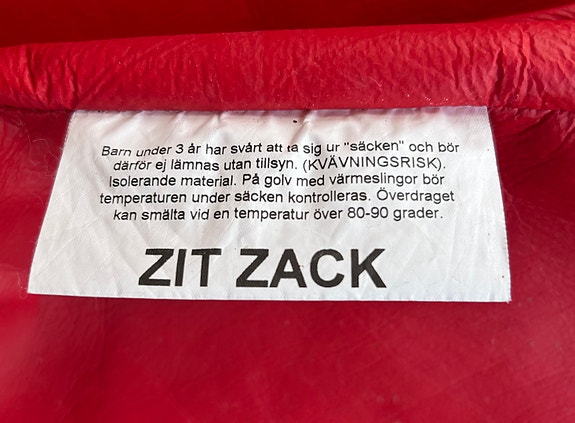 Barn under 3 år har svårt att ta sig ur "säcken" och bör
därför ej lämnas utan tillsyn. (KVÄVNINGSRISK).
Isolerande material. På golv med värmeslingor bör
temperaturen under säcken kontrolleras. Överdraget
kan smälta vid en temperatur över 80-90 grader.
ZIT ZACK